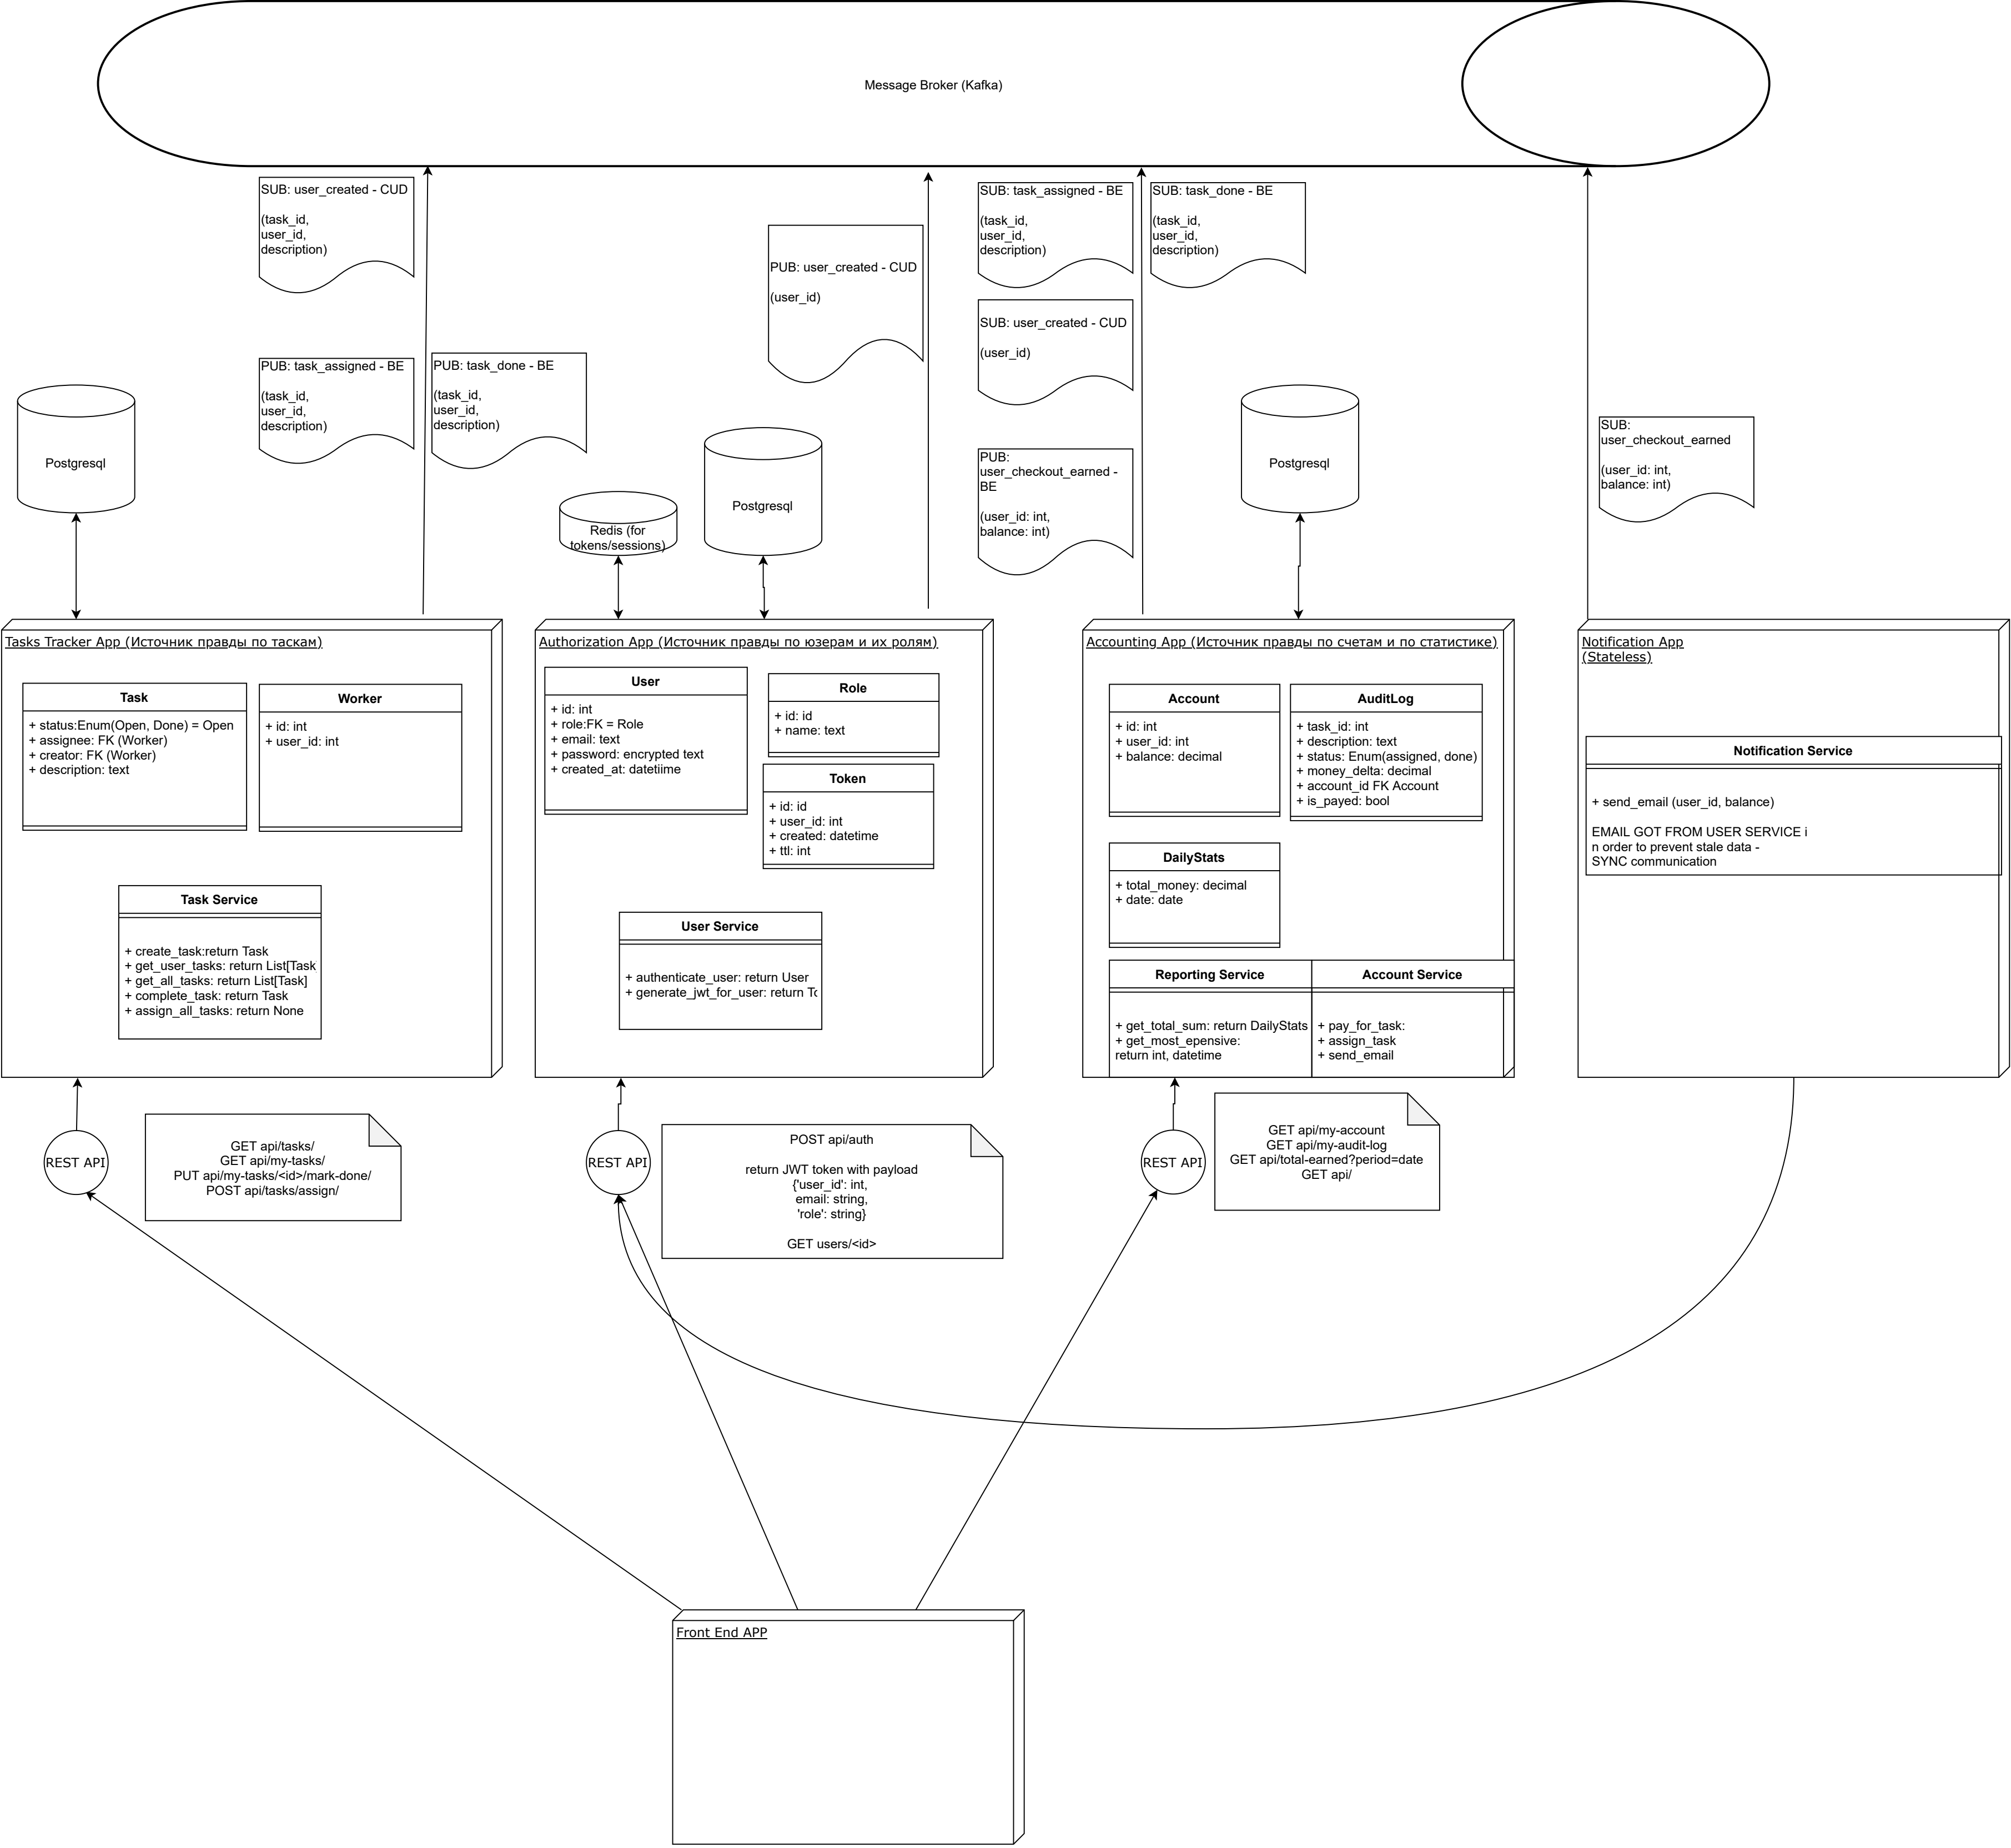 Message Broker (Kafka)
SUB: user_created - CUD
(task_id,
user_id,
description)
PUB: task_assigned - BE
(task_id,
user_id,
description)
PUB: task_done - BE
(task_id,
user_id,
description)
PUB: user_created - CUD
(user_id)
SUB: task_assigned - BE
(task_id,
user_id,
description)
SUB: task_done - BE
(task_id,
user_id,
description)
SUB: user_created - CUD
(user_id)
PUB:
user_checkout_earned -
BE
(user_id: int,
balance: int)
SUB:
user_checkout_earned
(user_id: int,
balance: int)
Postgresql
Redis (for
tokens/sessions)
Postgresql
Postgresql
Tasks Tracker App (Источник правды по таскам)
Task
+ status:Enum(Open, Done) = Open
+ assignee: FK (Worker)
+ creator: FK (Worker)
+ description: text
Worker
+ id: int
+ user_id: int
Task Service
+ create_task:return Task
+ get_user_tasks: return List[Task
+ get_all_tasks: return List[Task]
+ complete_task: return Task
+ assign_all_tasks: return None
Authorization App (Источник правды по юзерам и их ролям)
User
+ id: int
+ role:FK = Role
+ email: text
+ password: encrypted text
+ created_at: datetiime
Role
+ id: id
+ name: text
Token
+ id: id
+ user_id: int
+ created: datetime
+ ttl: int
User Service
+ authenticate_user: return User
+ generate_jwt_for_user: return To
Accounting App (Источник правды по счетам и по статистике)
Account
+ id: int
+ user_id: int
+ balance: decimal
AuditLog
+ task_id: int
+ description: text
+ status: Enum(assigned, done)
+ money_delta: decimal
+ account_id FK Account
+ is_payed: bool
DailyStats
+ total_money: decimal
+ date: date
Reporting Service
+ get_total_sum: return DailyStats
+ get_most_epensive:
return int, datetime
Account Service
+ pay_for_task:
+ assign_task
+ send_email
Notification App
(Stateless)
Notification Service
+ send_email (user_id, balance)
EMAIL GOT FROM USER SERVICE i
n order to prevent stale data -
SYNC communication
REST API
GET api/tasks/
GET api/my-tasks/
PUT api/my-tasks/<id>/mark-done/
POST api/tasks/assign/
REST API
POST api/auth
return JWT token with payload
{'user_id': int,
email: string,
'role': string}
GET users/<id>
REST API
GET api/my-account
GET api/my-audit-log
GET api/total-earned?period=date
GET api/
Front End APP